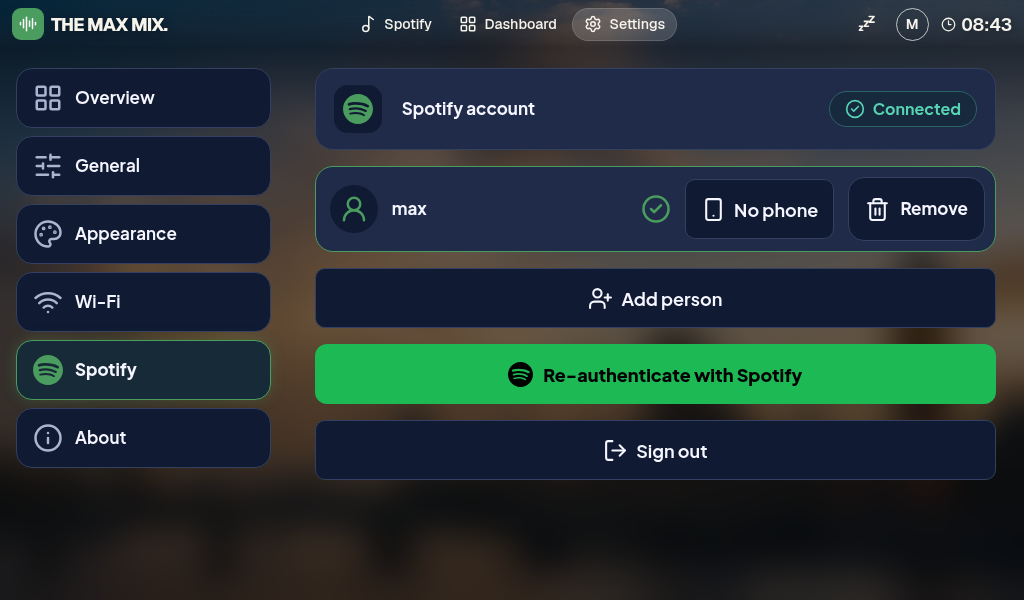 THE MAX MIX.
Spotify
Dashboard
Settings
M
08:43
Overview
General
Appearance
Wi-Fi
Spotify
About
Spotify account
Connected
max
No phone
Remove
Add person
Re-authenticate with Spotify
Sign out